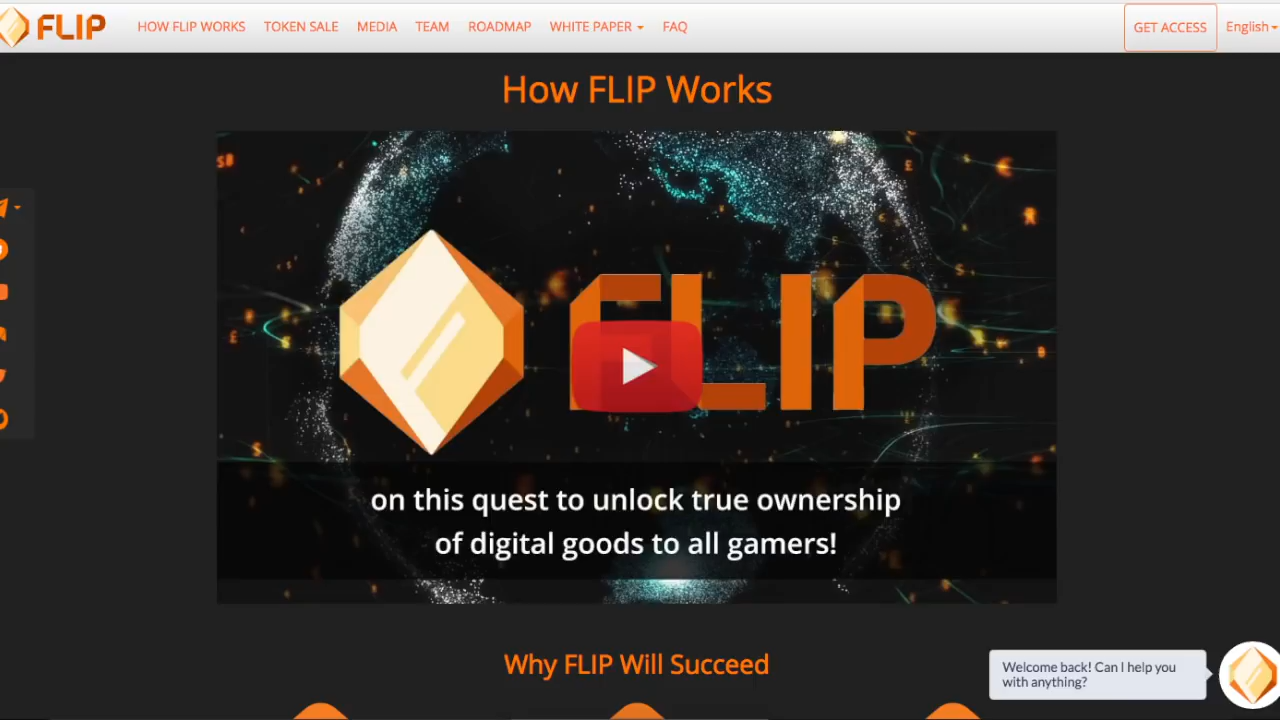 FLIP
HOW FLIP WORKS
TOKEN SALE
MEDIA
TEAM
ROADMAP
WHITE PAPER
FAQ
GET ACCESS
English
How FLIP Works
FLIP
on this quest to unlock true ownership
of digital goods to all gamers!
Why FLIP Will Succeed
Welcome back! Can I help you
with anything?